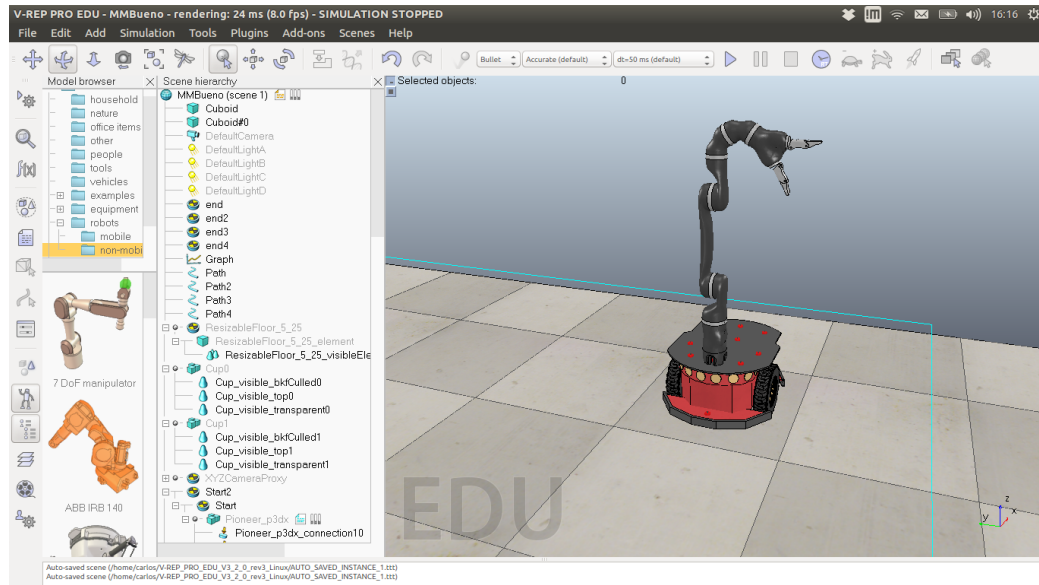 V-REP PRO EDU - MMBueno - rendering: 24 ms (8.0 fps) - SIMULATION STOPPED
16:16
File Edit Add Simulation Tools Plugins Add-ons Scenes Help
Bullet
Accurate (default)
dt=50 ms (default)
Model browser
household
nature
office items
other
people
tools
vehicles
examples
equipment
robots
mobile
non-mobi
7 DoF manipulator
ABB IRB 140
Scene hierarchy
MMBueno (scene 1)
Cuboid
Cuboid#0
DefaultCamera
DefaultLightA
DefaultLightB
DefaultLightC
DefaultLightD
end
end2
end3
end4
Graph
Path
Path2
Path3
Path4
ResizableFloor_5_25
ResizableFloor_5_25_element
ResizableFloor_5_25_visibleEle
Cup0
Cup_visible_bkfCulled0
Cup_visible_top0
Cup_visible_transparent0
Cup1
Cup_visible_bkfCulled1
Cup_visible_top1
Cup_visible_transparent1
XYZCameraProxy
Start2
Start
Pioneer_p3dx
Pioneer_p3dx_connection10
Selected objects: 0
EDU
z
x
y
Auto-saved scene (/home/carlos/V-REP_PRO_EDU_V3_2_0_rev3_Linux/AUTO_SAVED_INSTANCE_1.ttt)
Auto-saved scene (/home/carlos/V-REP_PRO_EDU_V3_2_0_rev3_Linux/AUTO_SAVED_INSTANCE_1.ttt)